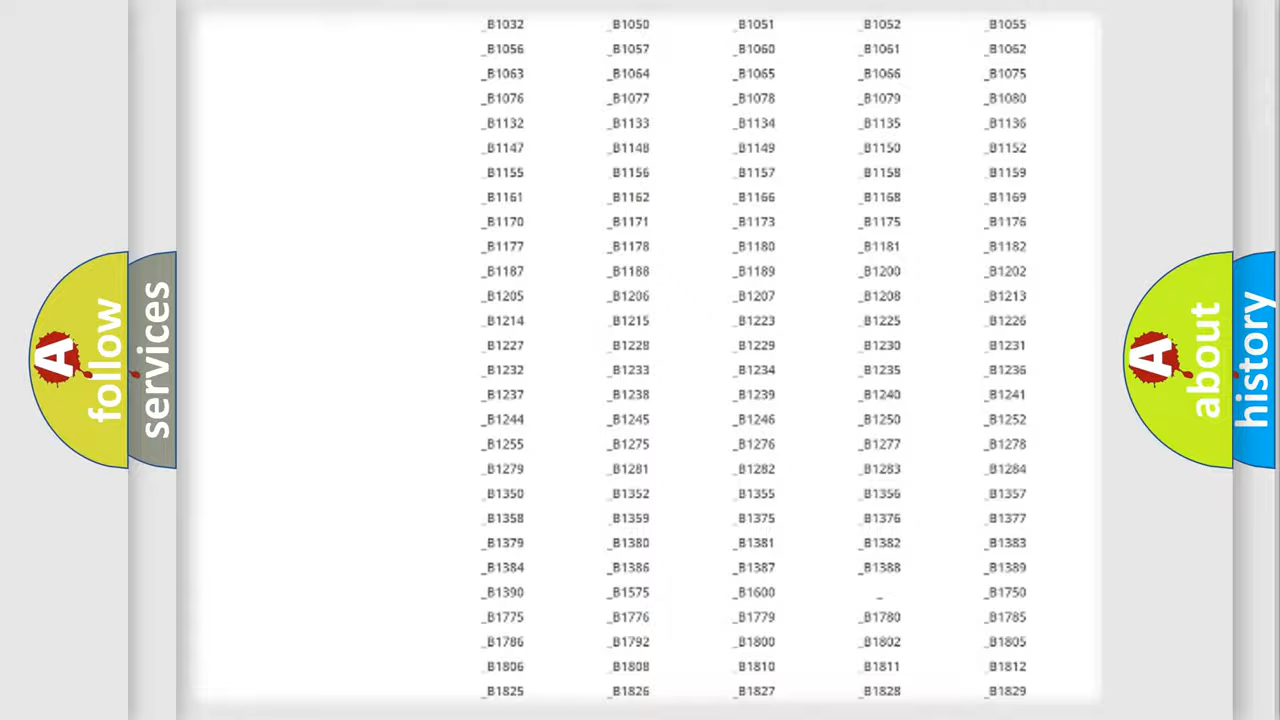 _B1032 _B1050 _B1051 _B1052 _B1055
_B1056 _B1057 _B1060 _B1061 _B1062
_B1063 _B1064 _B1065 _B1066 _B1075
_B1076 _B1077 _B1078 _B1079 _B1080
_B1132 _B1133 _B1134 _B1135 _B1136
_B1147 _B1148 _B1149 _B1150 _B1152
_B1155 _B1156 _B1157 _B1158 _B1159
_B1161 _B1162 _B1166 _B1168 _B1169
_B1170 _B1171 _B1173 _B1175 _B1176
_B1177 _B1178 _B1180 _B1181 _B1182
_B1187 _B1188 _B1189 _B1200 _B1202
_B1205 _B1206 _B1207 _B1208 _B1213
_B1214 _B1215 _B1223 _B1225 _B1226
_B1227 _B1228 _B1229 _B1230 _B1231
_B1232 _B1233 _B1234 _B1235 _B1236
_B1237 _B1238 _B1239 _B1240 _B1241
_B1244 _B1245 _B1246 _B1250 _B1252
_B1255 _B1275 _B1276 _B1277 _B1278
_B1279 _B1281 _B1282 _B1283 _B1284
_B1350 _B1352 _B1355 _B1356 _B1357
_B1358 _B1359 _B1375 _B1376 _B1377
_B1379 _B1380 _B1381 _B1382 _B1383
_B1384 _B1386 _B1387 _B1388 _B1389
_B1390 _B1575 _B1600 _ _B1750
_B1775 _B1776 _B1779 _B1780 _B1785
_B1786 _B1792 _B1800 _B1802 _B1805
_B1806 _B1808 _B1810 _B1811 _B1812
_B1825 _B1826 _B1827 _B1828 _B1829
A follow
services
A about
history